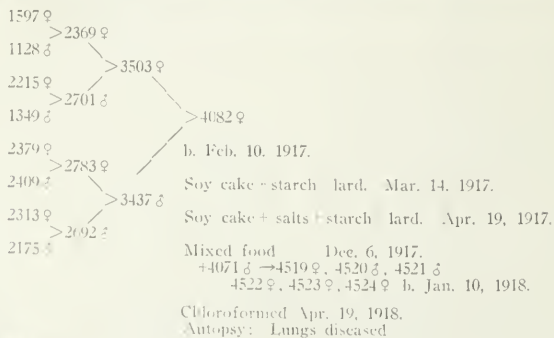 1597♀
>2369♀
1128♂
>3503♀
2215♀
>2701♂
1349♂
>4082♀
2379♀
b. Feb. 10. 1917.
>2783♀
2409♂
Soy cake - starch lard. Mar. 14. 1917.
>3437♂
2313♀
Soy cake + salts starch lard. Apr. 19, 1917.
>2692♂
2175♂
Mixed food Dec. 6, 1917.
+4071♂→4519♀, 4520♂, 4521♂
4522♀, 4523♀, 4524♀ b. Jan. 10, 1918.
Chloroformed Apr. 19, 1918.
Autopsy: Lungs diseased